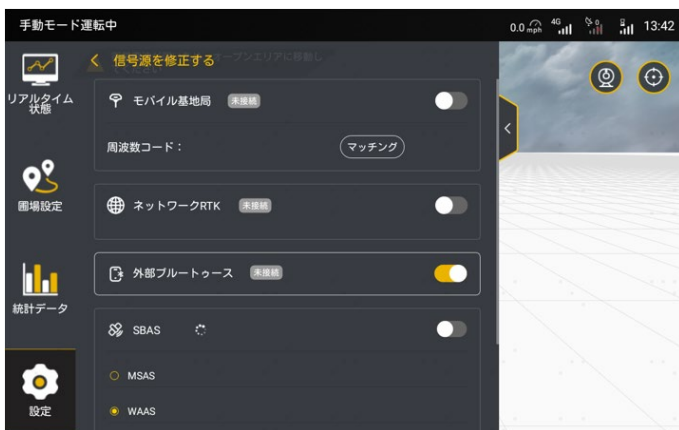 手動モード運転中
0.0 mph 4G 13:42
信号源を修正する
リアルタイム
状態
モバイル基地局 未接続
周波数コード：
マッチング
圃場設定
ネットワークRTK 未接続
外部ブルートゥース 未接続
統計データ
SBAS
MSAS
設定
WAAS